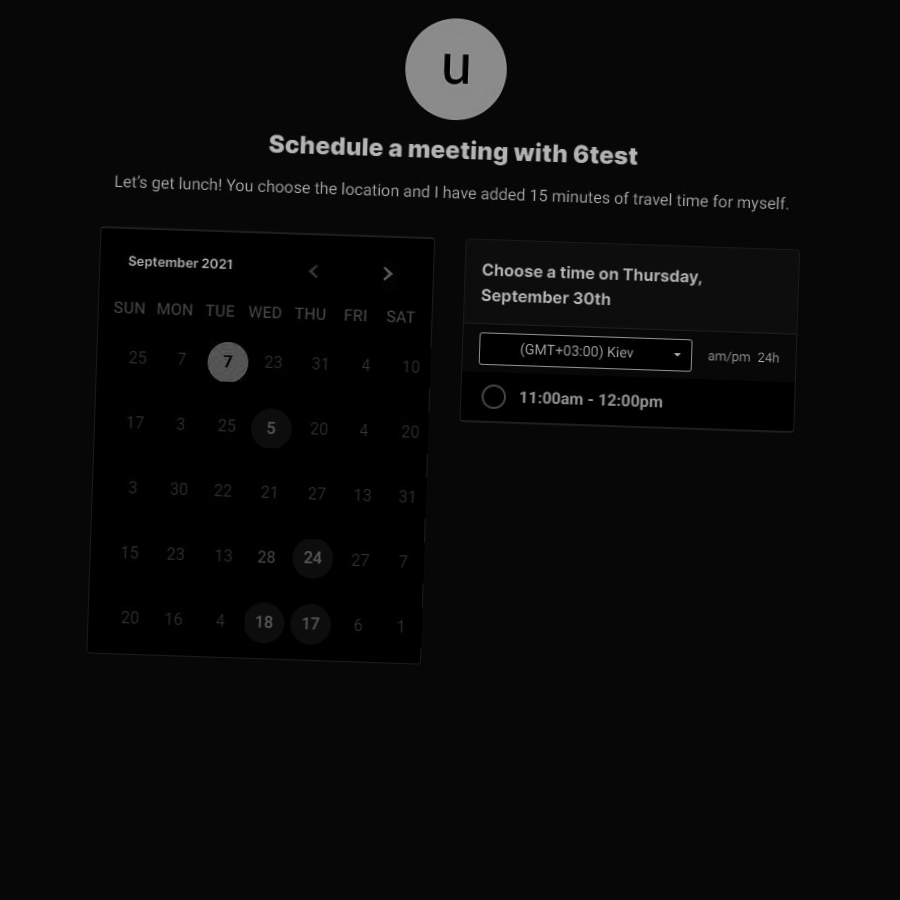 u
Schedule a meeting with 6test
Let's get lunch! You choose the location and I have added 15 minutes of travel time for myself.
September 2021
SUN MON TUE WED THU FRI SAT
25 7 7 23 31 4 10
17 3 25 5 20 4 20
3 30 22 21 27 13 31
15 23 13 28 24 27 7
20 16 4 18 17 6 1
Choose a time on Thursday,
September 30th
(GMT+03:00) Kiev am/pm 24h
11:00am - 12:00pm